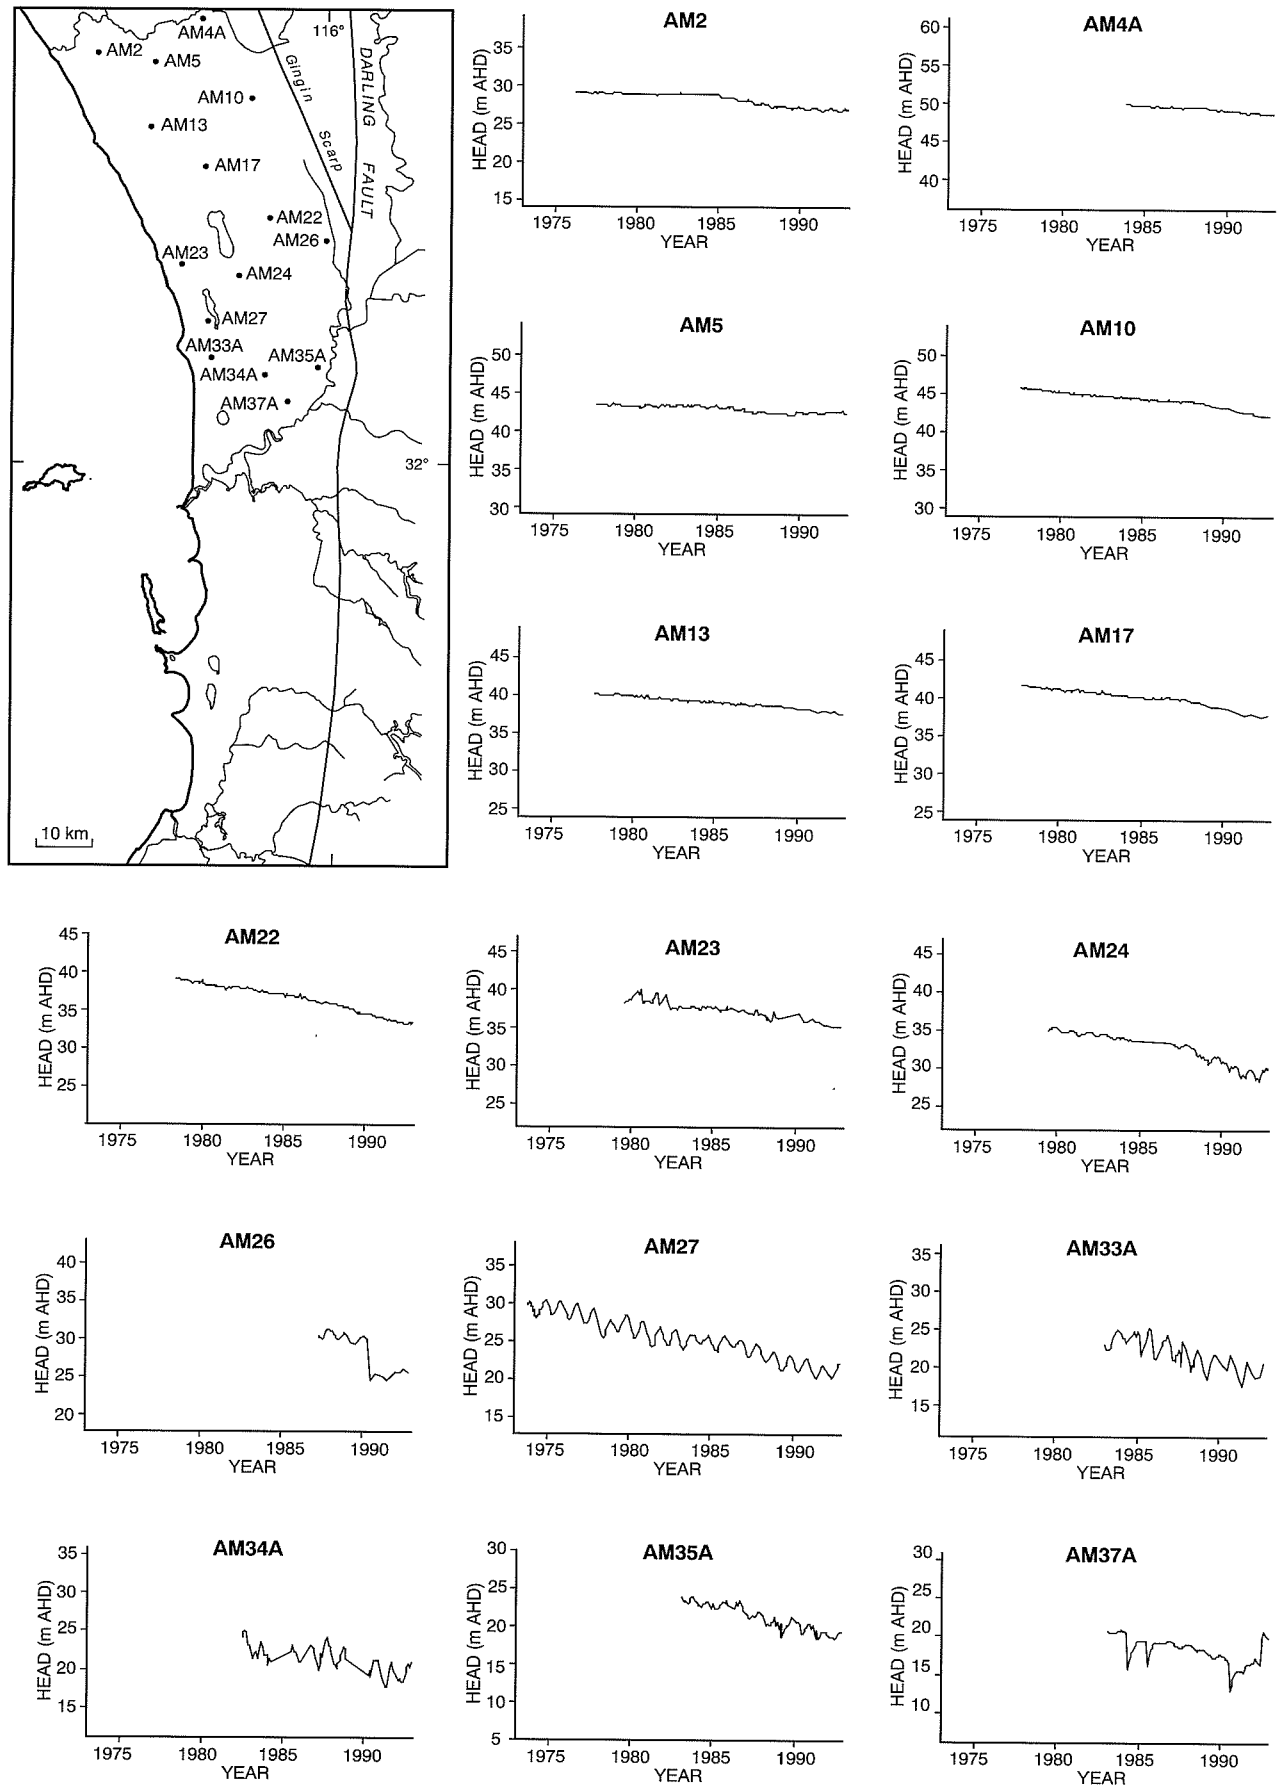 AM4A
116°
AM2
AM5
Gingin
Scarp
DARLING
FAULT
AM10
AM13
AM17
AM22
AM26
AM23
AM24
AM27
AM33A
AM35A
AM34A
AM37A
32°
10 km
AM2
HEAD (m AHD)
35
30
25
20
15
1975 1980 1985 1990
YEAR
AM4A
HEAD (m AHD)
60
55
50
45
40
1975 1980 1985 1990
YEAR
AM5
HEAD (m AHD)
50
45
40
35
30
1975 1980 1985 1990
YEAR
AM10
HEAD (m AHD)
50
45
40
35
30
1975 1980 1985 1990
YEAR
AM13
HEAD (m AHD)
45
40
35
30
25
1975 1980 1985 1990
YEAR
AM17
HEAD (m AHD)
45
40
35
30
25
1975 1980 1985 1990
YEAR
AM22
HEAD (m AHD)
45
40
35
30
25
1975 1980 1985 1990
YEAR
AM23
HEAD (m AHD)
45
40
35
30
25
1975 1980 1985 1990
YEAR
AM24
HEAD (m AHD)
45
40
35
30
25
1975 1980 1985 1990
YEAR
AM26
HEAD (m AHD)
40
35
30
25
20
1975 1980 1985 1990
YEAR
AM27
HEAD (m AHD)
35
30
25
20
15
1975 1980 1985 1990
YEAR
AM33A
HEAD (m AHD)
35
30
25
20
15
1975 1980 1985 1990
YEAR
AM34A
HEAD (m AHD)
35
30
25
20
15
1975 1980 1985 1990
YEAR
AM35A
HEAD (m AHD)
30
25
20
15
10
5
1975 1980 1985 1990
YEAR
AM37A
HEAD (m AHD)
30
25
20
15
10
1975 1980 1985 1990
YEAR